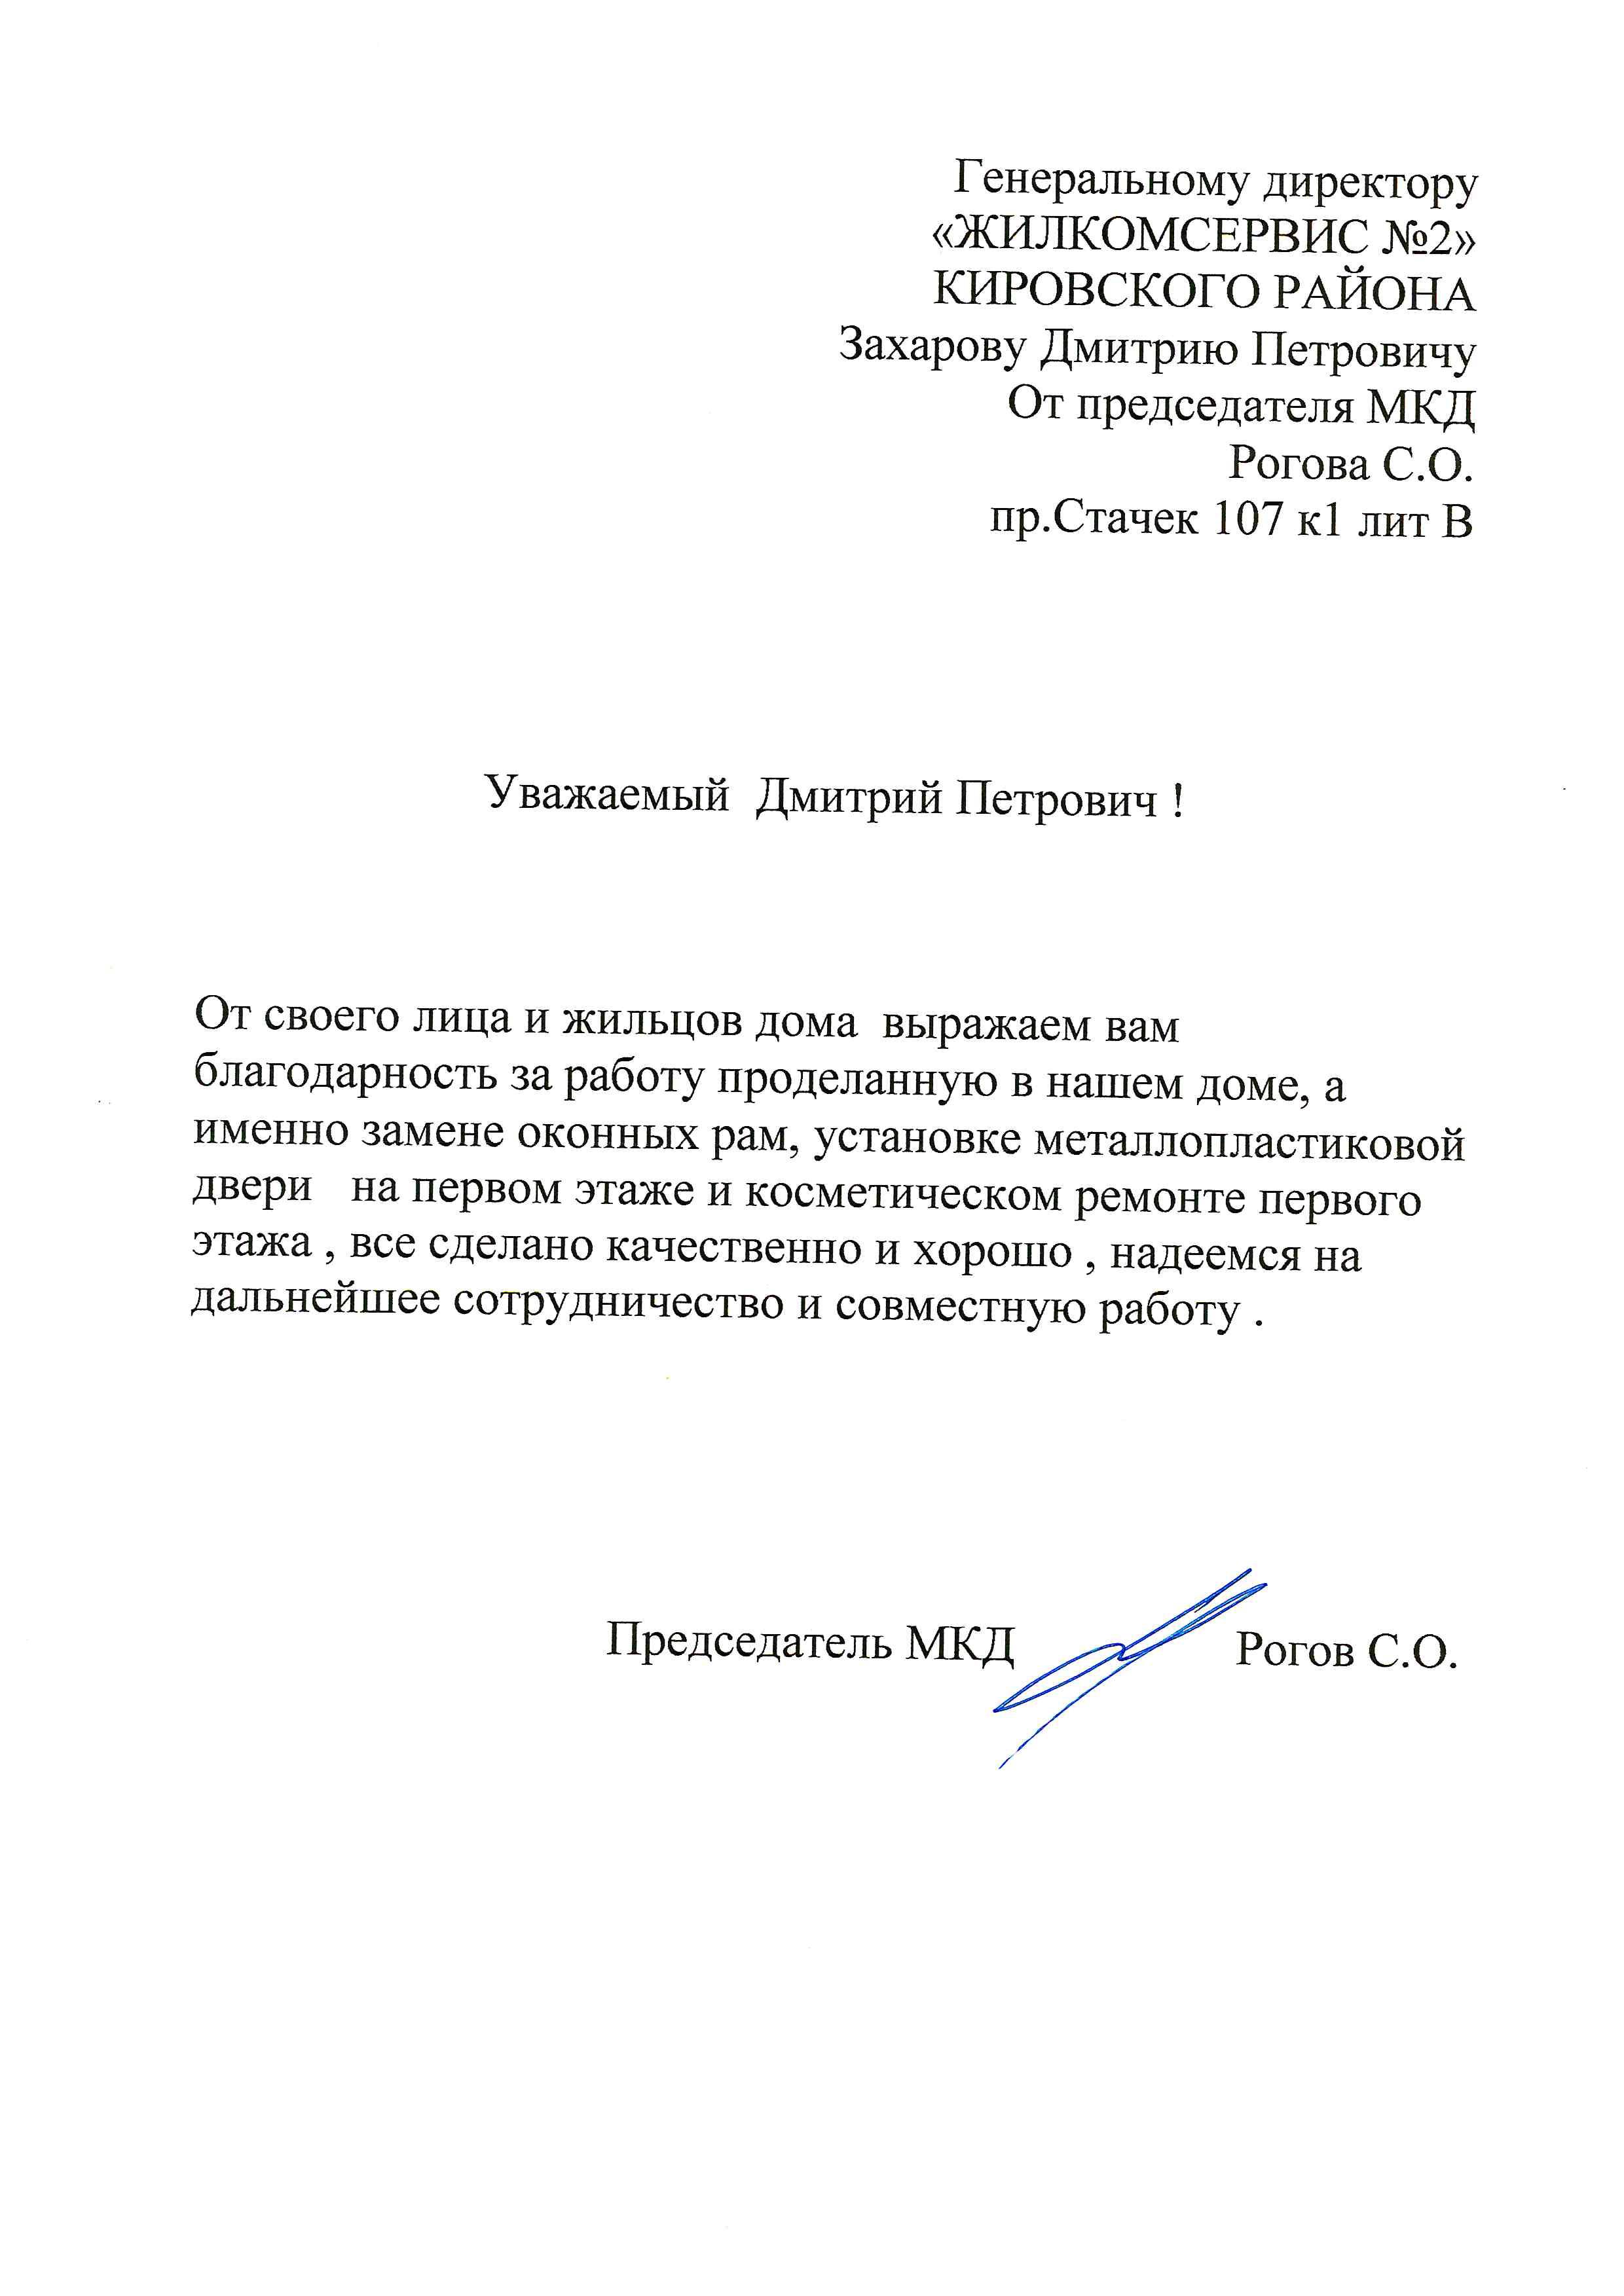 Генеральному директору
«ЖИЛКОМСЕРВИС №2»
КИРОВСКОГО РАЙОНА
Захарову Дмитрию Петровичу
От председателя МКД
Рогова С.О.
пр.Стачек 107 к1 лит В
Уважаемый  Дмитрий Петрович !
От своего лица и жильцов дома  выражаем вам
благодарность за работу проделанную в нашем доме, а
именно замене оконных рам, установке металлопластиковой
двери   на первом этаже и косметическом ремонте первого
этажа , все сделано качественно и хорошо , надеемся на
дальнейшее сотрудничество и совместную работу .
Председатель МКД Рогов С.О.